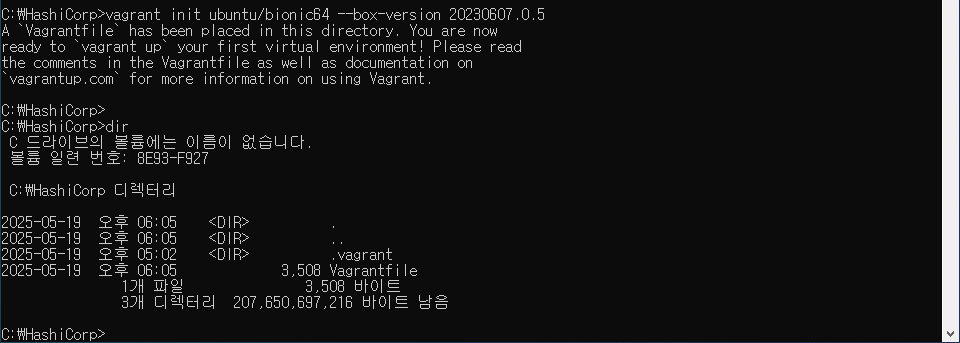 C:₩HashiCorp>vagrant init ubuntu/bionic64 --box-version 20230607.0.5
A `Vagrantfile` has been placed in this directory. You are now
ready to `vagrant up` your first virtual environment! Please read
the comments in the Vagrantfile as well as documentation on
`vagrantup.com` for more information on using Vagrant.
C:₩HashiCorp>
C:₩HashiCorp>dir
C 드라이브의 볼륨에는 이름이 없습니다.
볼륨 일련 번호: 8E93-F927
C:₩HashiCorp 디렉터리
2025-05-19 오후 06:05 <DIR> .
2025-05-19 오후 06:05 <DIR> ..
2025-05-19 오후 05:02 <DIR> .vagrant
2025-05-19 오후 06:05 3,508 Vagrantfile
1개 파일 3,508 바이트
3개 디렉터리 207,650,697,216 바이트 남음
C:₩HashiCorp>